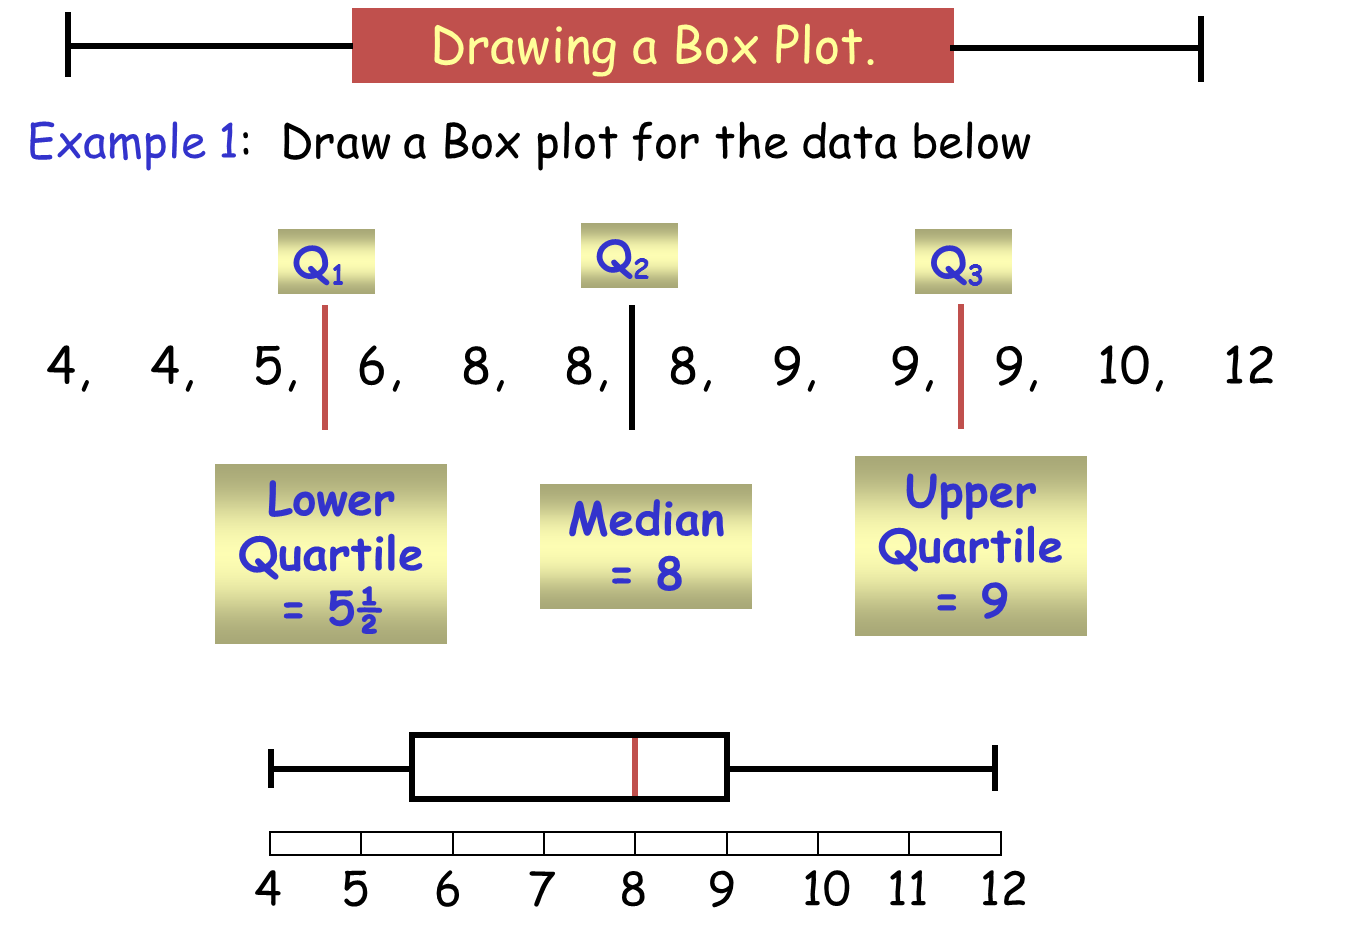 Drawing a Box Plot.
Example 1: Draw a Box plot for the data below
Q₁ Q₂ Q₃
4, 4, 5, 6, 8, 8, 8, 9, 9, 9, 10, 12
Lower
Quartile
= 5½
Median
= 8
Upper
Quartile
= 9
4 5 6 7 8 9 10 11 12